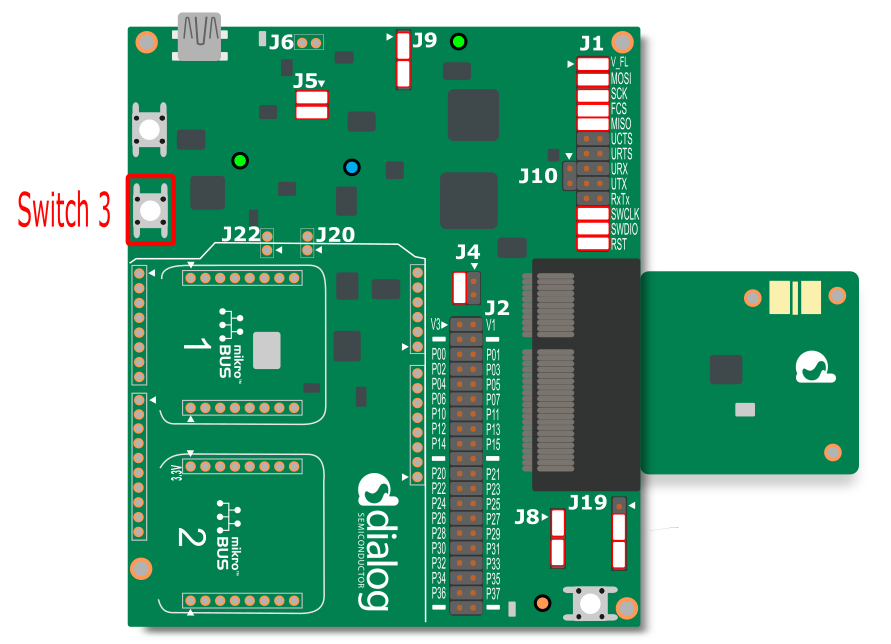 J6
J9
J1
V_FL
MOSI
SCK
FCS
MISO
UCTS
URTS
URX
UTX
RxTx
SWCLK
SWDIO
RST
J5
J10
Switch 3
J22
J20
J4
J2
V3 V1
P00 P01
P02 P03
P04 P05
P06 P07
P10 P11
P12 P13
P14 P15
P20 P21
P22 P23
P24 P25
P26 P27
P28 P29
P30 P31
P32 P33
P34 P35
P36 P37
1
mikro™
BUS
3.3V
2
mikro™
BUS
dialog
SEMICONDUCTOR
J8
J19